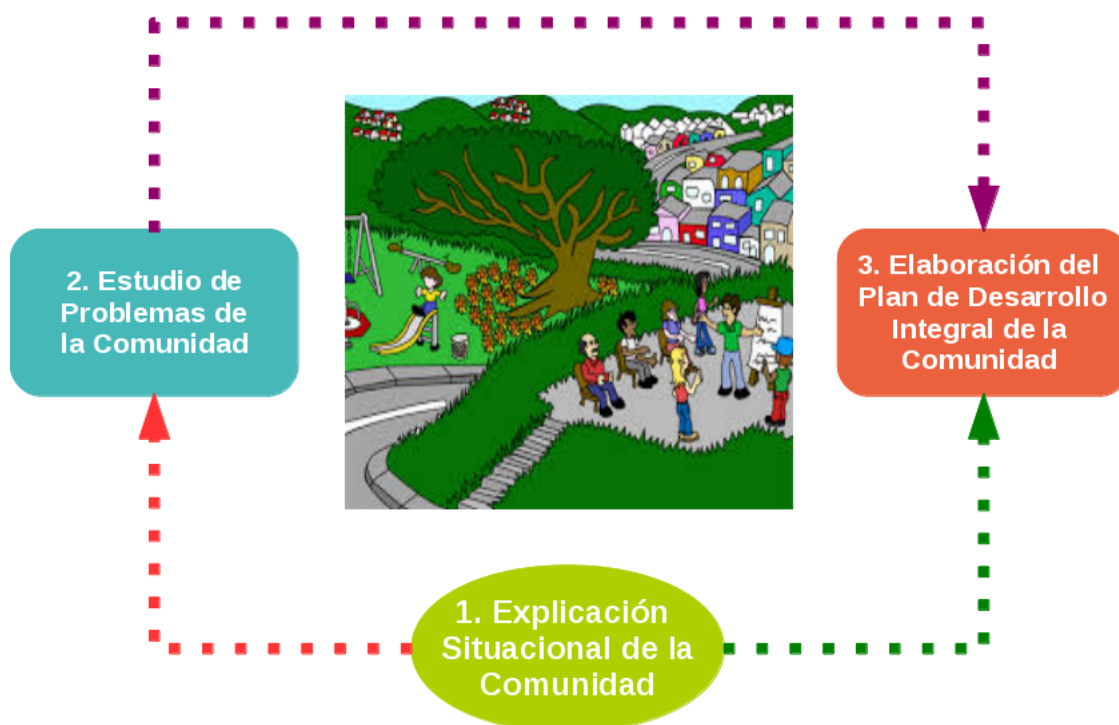 2. Estudio de
Problemas de
la Comunidad
3. Elaboración del
Plan de Desarrollo
Integral de la
Comunidad
1. Explicación
Situacional de la
Comunidad